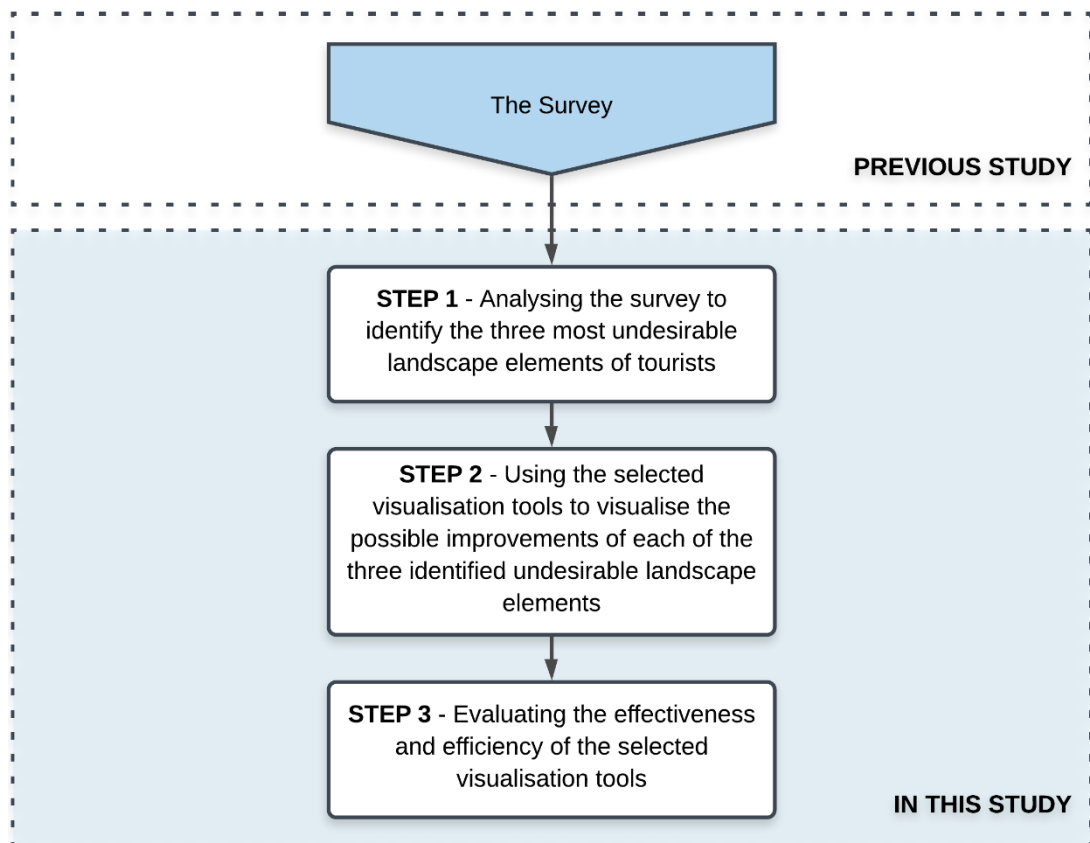 The Survey
PREVIOUS STUDY
STEP 1 - Analysing the survey to
identify the three most undesirable
landscape elements of tourists
STEP 2 - Using the selected
visualisation tools to visualise the
possible improvements of each of the
three identified undesirable landscape
elements
STEP 3 - Evaluating the effectiveness
and efficiency of the selected
visualisation tools
IN THIS STUDY